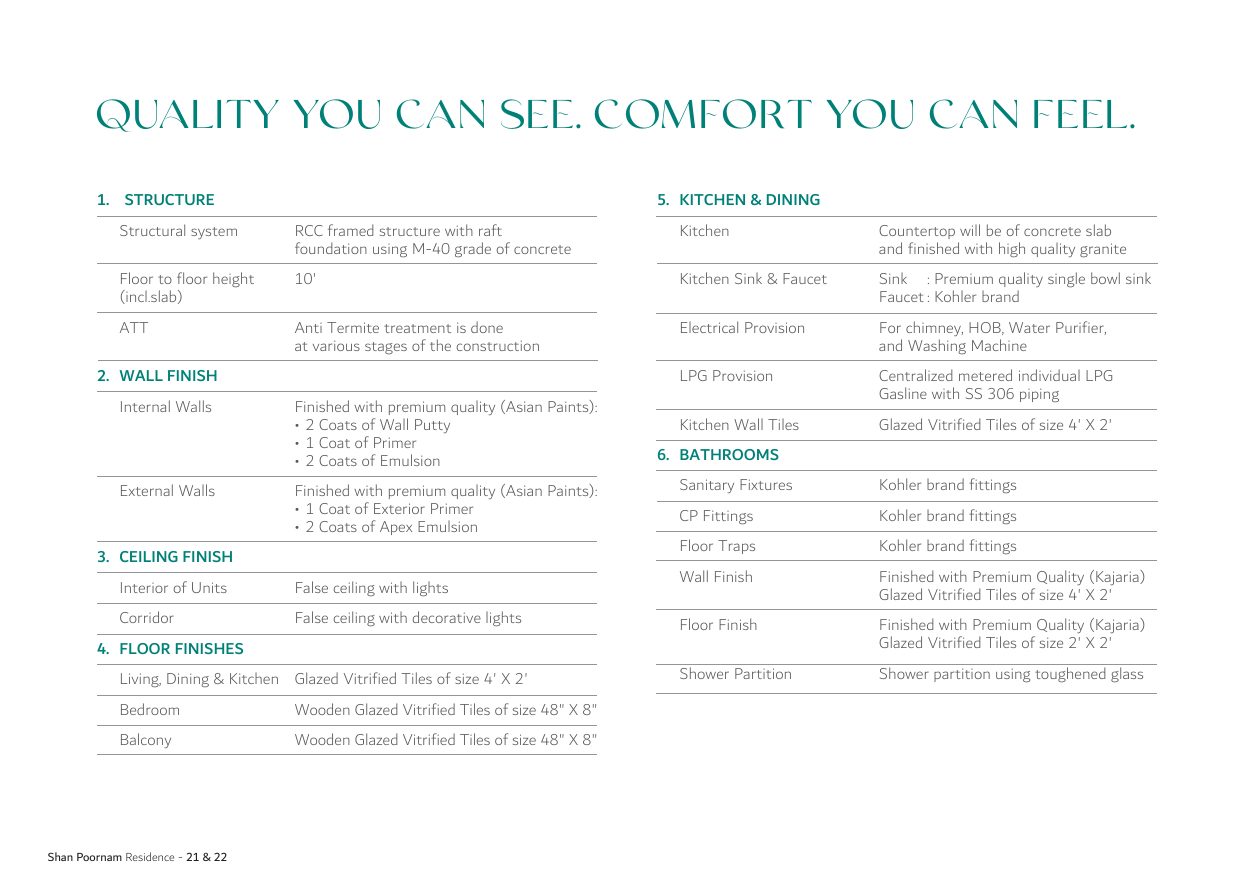 QUALITY YOU CAN SEE. COMFORT YOU CAN FEEL.
1. STRUCTURE
Structural system RCC framed structure with raft
foundation using M-40 grade of concrete
Floor to floor height 10'
(incl.slab)
ATT Anti Termite treatment is done
at various stages of the construction
2. WALL FINISH
Internal Walls Finished with premium quality (Asian Paints):
• 2 Coats of Wall Putty
• 1 Coat of Primer
• 2 Coats of Emulsion
External Walls Finished with premium quality (Asian Paints):
• 1 Coat of Exterior Primer
• 2 Coats of Apex Emulsion
3. CEILING FINISH
Interior of Units False ceiling with lights
Corridor False ceiling with decorative lights
4. FLOOR FINISHES
Living, Dining & Kitchen Glazed Vitrified Tiles of size 4' X 2'
Bedroom Wooden Glazed Vitrified Tiles of size 48" X 8"
Balcony Wooden Glazed Vitrified Tiles of size 48" X 8"
5. KITCHEN & DINING
Kitchen Countertop will be of concrete slab
and finished with high quality granite
Kitchen Sink & Faucet Sink : Premium quality single bowl sink
Faucet : Kohler brand
Electrical Provision For chimney, HOB, Water Purifier,
and Washing Machine
LPG Provision Centralized metered individual LPG
Gasline with SS 306 piping
Kitchen Wall Tiles Glazed Vitrified Tiles of size 4' X 2'
6. BATHROOMS
Sanitary Fixtures Kohler brand fittings
CP Fittings Kohler brand fittings
Floor Traps Kohler brand fittings
Wall Finish Finished with Premium Quality (Kajaria)
Glazed Vitrified Tiles of size 4' X 2'
Floor Finish Finished with Premium Quality (Kajaria)
Glazed Vitrified Tiles of size 2' X 2'
Shower Partition Shower partition using toughened glass
Shan Poornam Residence - 21 & 22